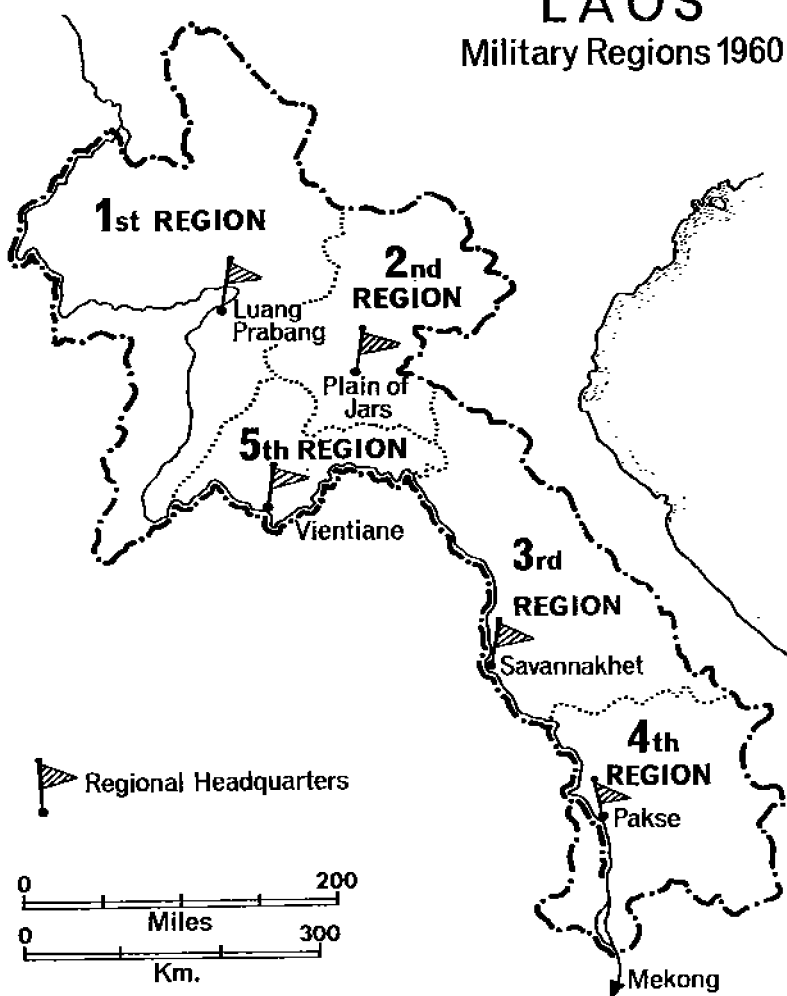 LAOS
Military Regions 1960
1st REGION
2nd
REGION
Luang
Prabang
Plain of
Jars
5th REGION
Vientiane
3rd
REGION
Savannakhet
4th
REGION
Pakse
Regional Headquarters
0 200
Miles
0 300
Km.
Mekong